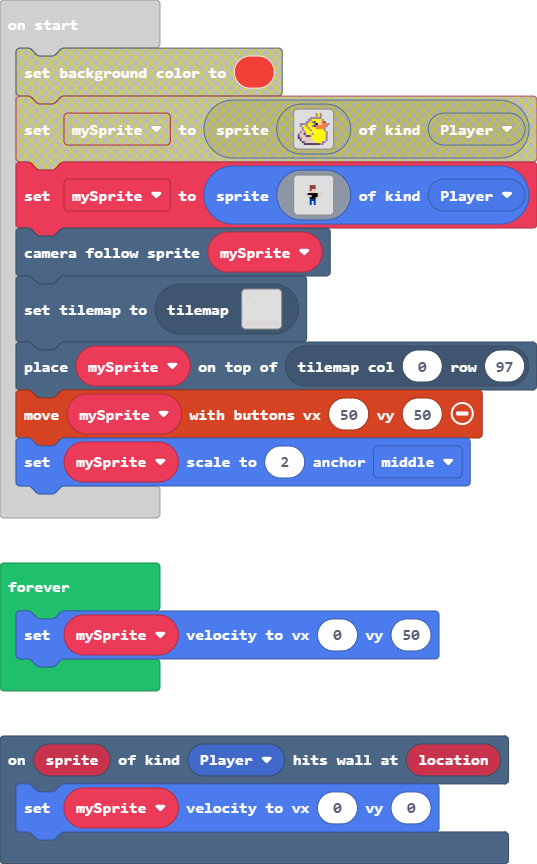 on start
set background color to
set mySprite to sprite of kind Player
set mySprite to sprite of kind Player
camera follow sprite mySprite
set tilemap to tilemap
place mySprite on top of tilemap col 0 row 97
move mySprite with buttons vx 50 vy 50
set mySprite scale to 2 anchor middle
forever
set mySprite velocity to vx 0 vy 50
on sprite of kind Player hits wall at location
set mySprite velocity to vx 0 vy 0